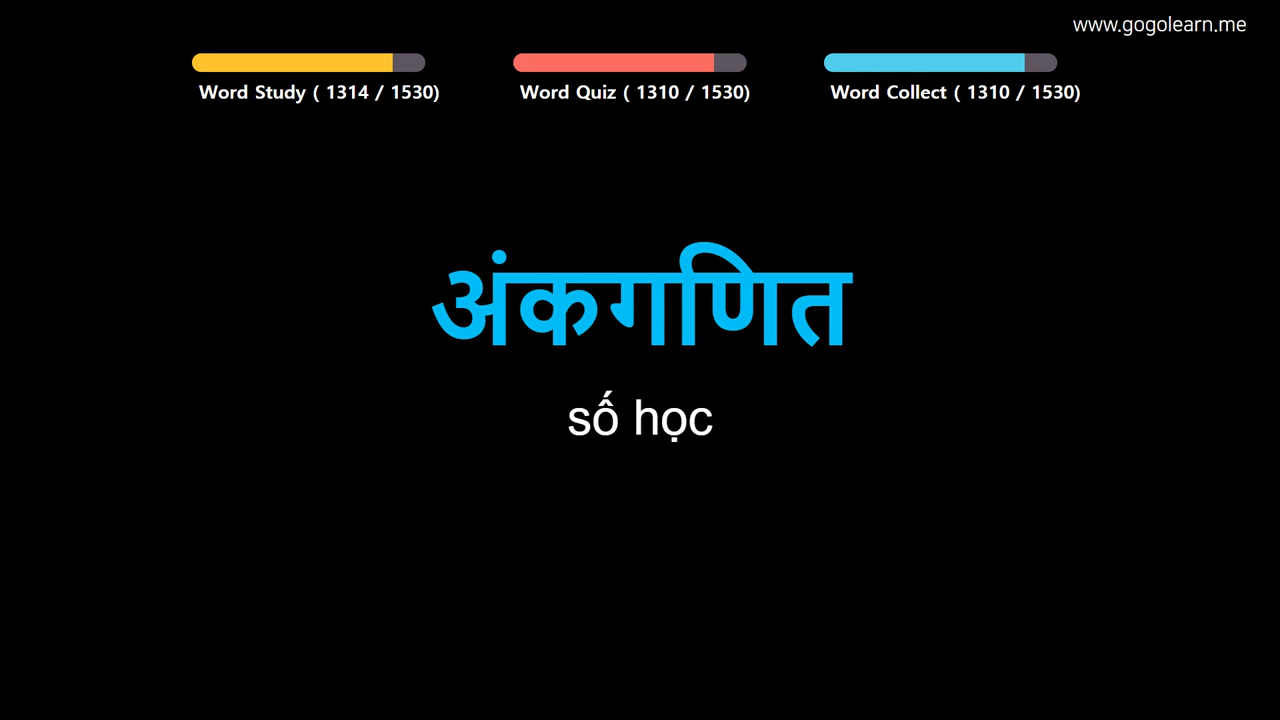 www.gogolearn.me
Word Study ( 1314 / 1530) Word Quiz ( 1310 / 1530) Word Collect ( 1310 / 1530)
अंकगणित
số học